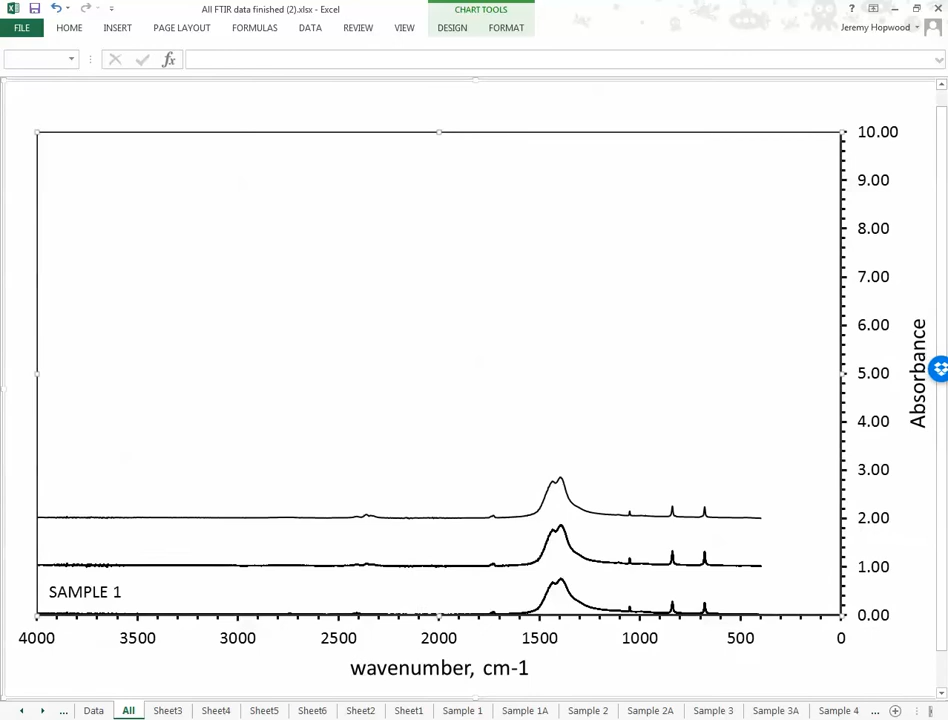 All FTIR data finished (2).xlsx - Excel
CHART TOOLS
?
FILE
HOME
INSERT
PAGE LAYOUT
FORMULAS
DATA
REVIEW
VIEW
DESIGN
FORMAT
Jeremy Hopwood
fx
10.00
9.00
8.00
7.00
6.00
5.00
4.00
3.00
2.00
1.00
0.00
Absorbance
SAMPLE 1
4000 3500 3000 2500 2000 1500 1000 500 0
wavenumber, cm-1
... Data All Sheet3 Sheet4 Sheet5 Sheet6 Sheet2 Sheet1 Sample 1 Sample 1A Sample 2 Sample 2A Sample 3 Sample 3A Sample 4 ...